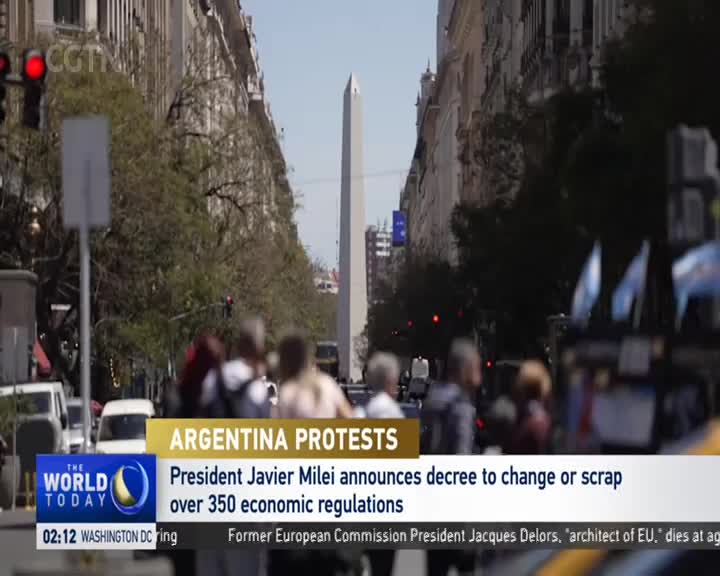 CGTN
ARGENTINA PROTESTS
THE
WORLD
TODAY
President Javier Milei announces decree to change or scrap
over 350 economic regulations
02:12 WASHINGTON DC
ring Former European Commission President Jacques Delors, "architect of EU," dies at ag